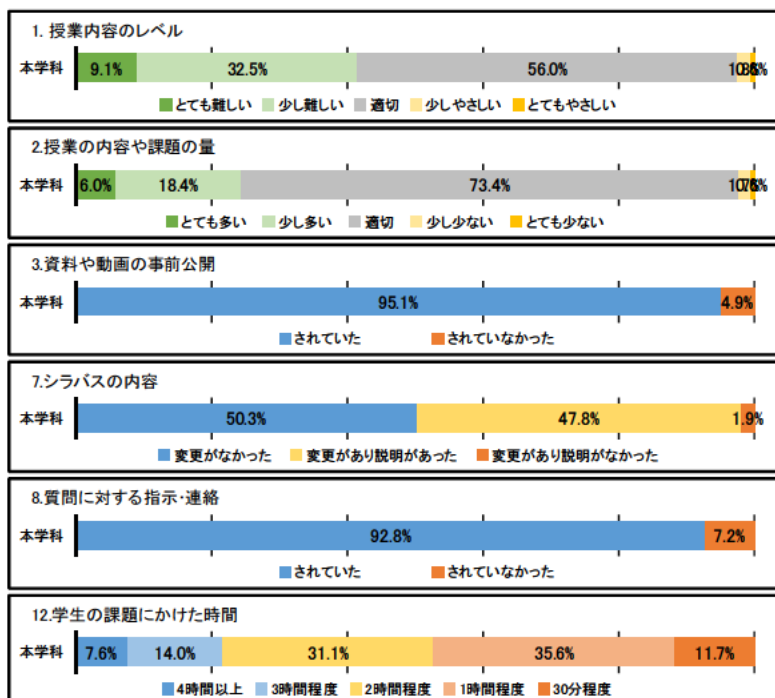 1. 授業内容のレベル
本学科 9.1% 32.5% 56.0%
とても難しい 少し難しい 適切 少しやさしい とてもやさしい
2.授業の内容や課題の量
本学科 6.0% 18.4% 73.4%
とても多い 少し多い 適切 少し少ない とても少ない
3.資料や動画の事前公開
本学科 95.1% 4.9%
されていた されていなかった
7.シラバスの内容
本学科 50.3% 47.8% 1.9%
変更がなかった 変更があり説明があった 変更があり説明がなかった
8.質問に対する指示・連絡
本学科 92.8% 7.2%
されていた されていなかった
12.学生の課題にかけた時間
本学科 7.6% 14.0% 31.1% 35.6% 11.7%
4時間以上 3時間程度 2時間程度 1時間程度 30分程度